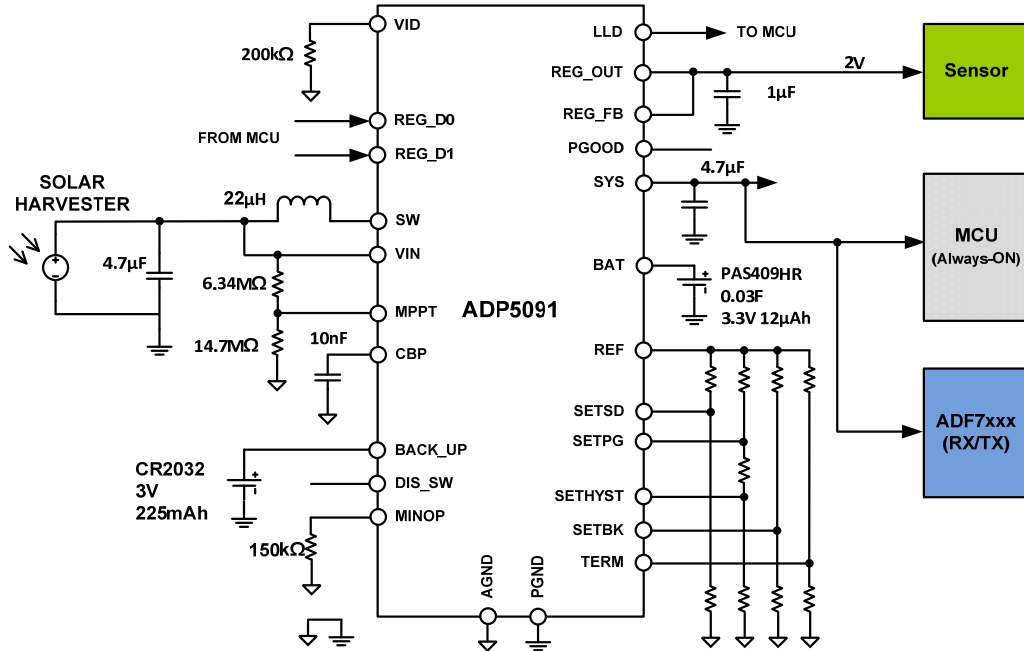 VID
200kΩ
REG_D0
FROM MCU
REG_D1
SOLAR
HARVESTER
22µH
SW
VIN
4.7µF
6.34MΩ
MPPT
14.7MΩ
10nF
CBP
BACK_UP
CR2032
3V
225mAh
DIS_SW
MINOP
150kΩ
ADP5091
AGND
PGND
LLD
TO MCU
REG_OUT
2V
1µF
REG_FB
PGOOD
4.7µF
SYS
BAT
PAS409HR
0.03F
3.3V 12µAh
REF
SETSD
SETPG
SETHYST
SETBK
TERM
Sensor
MCU
(Always-ON)
ADF7xxx
(RX/TX)